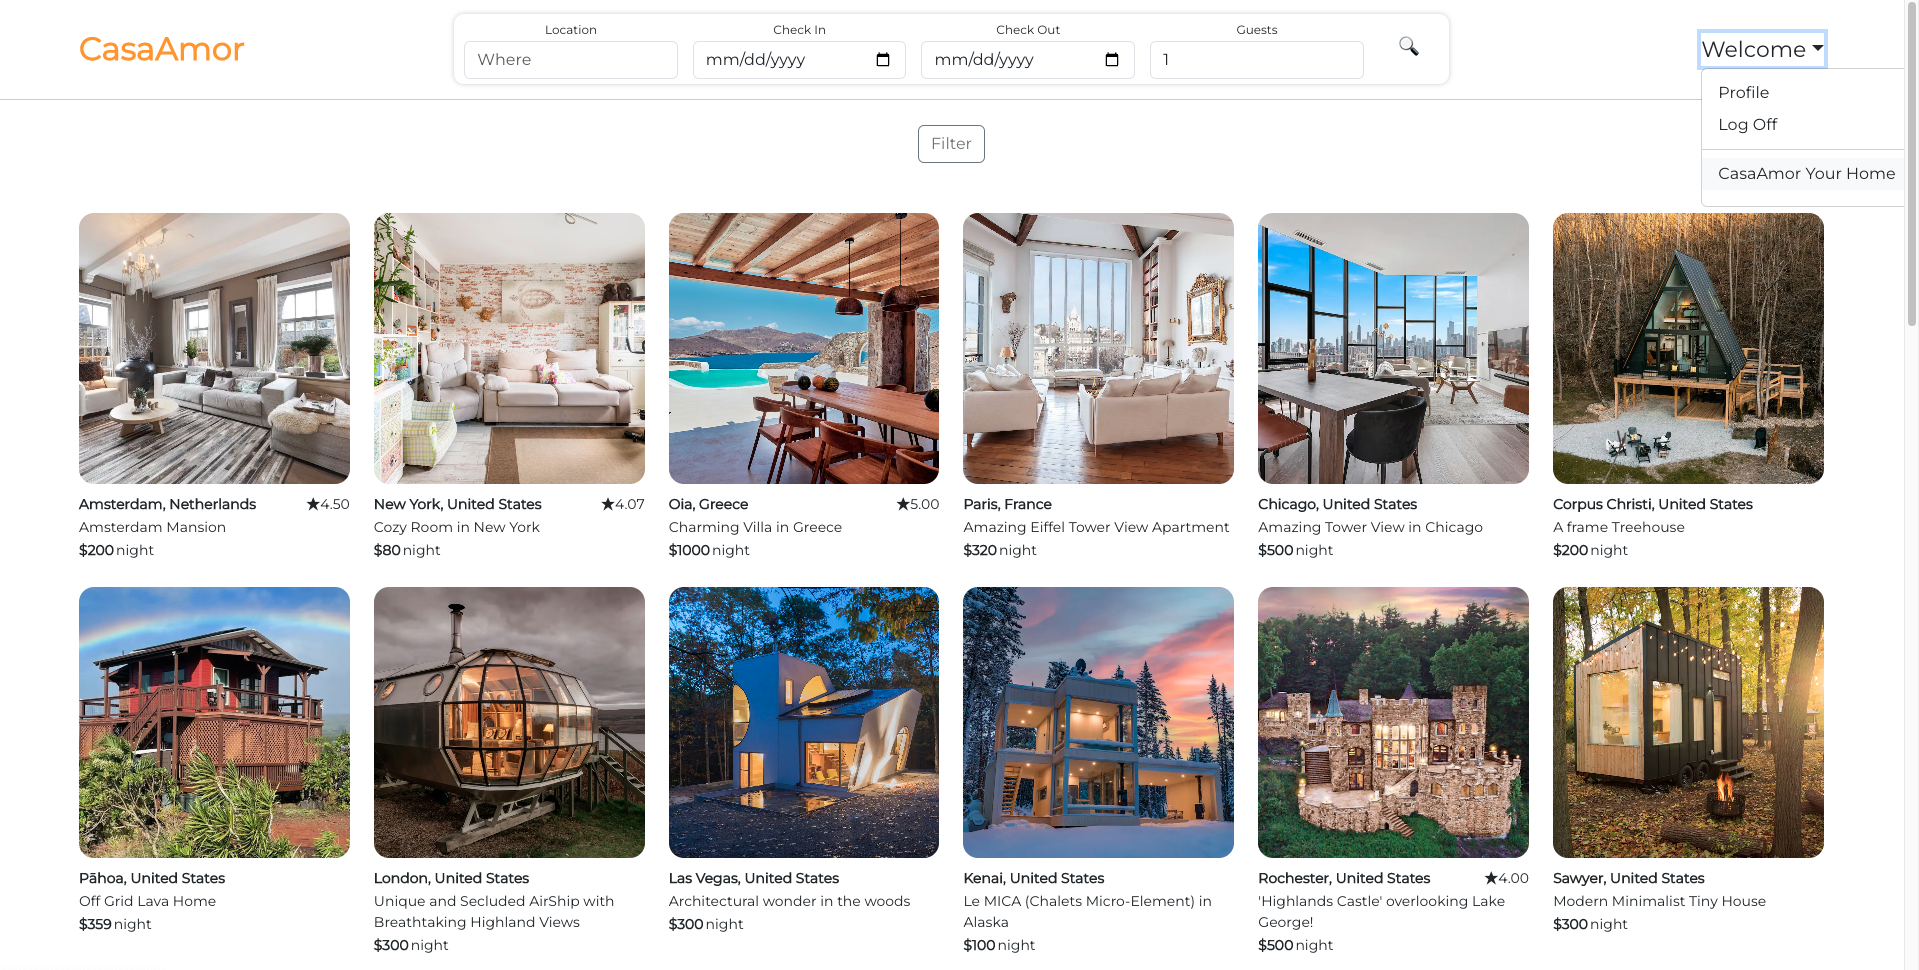 CasaAmor
Location
Check In
Check Out
Guests
Where
mm/dd/yyyy
mm/dd/yyyy
1
Welcome
Profile
Log Off
CasaAmor Your Home
Filter
Amsterdam, Netherlands ★4.50
Amsterdam Mansion
$200 night
New York, United States ★4.07
Cozy Room in New York
$80 night
Oia, Greece ★5.00
Charming Villa in Greece
$1000 night
Paris, France
Amazing Eiffel Tower View Apartment
$320 night
Chicago, United States
Amazing Tower View in Chicago
$500 night
Corpus Christi, United States
A frame Treehouse
$200 night
Pāhoa, United States
Off Grid Lava Home
$359 night
London, United States
Unique and Secluded AirShip with
Breathtaking Highland Views
$300 night
Las Vegas, United States
Architectural wonder in the woods
$300 night
Kenai, United States
Le MICA (Chalets Micro-Element) in
Alaska
$100 night
Rochester, United States ★4.00
'Highlands Castle' overlooking Lake
George!
$500 night
Sawyer, United States
Modern Minimalist Tiny House
$300 night